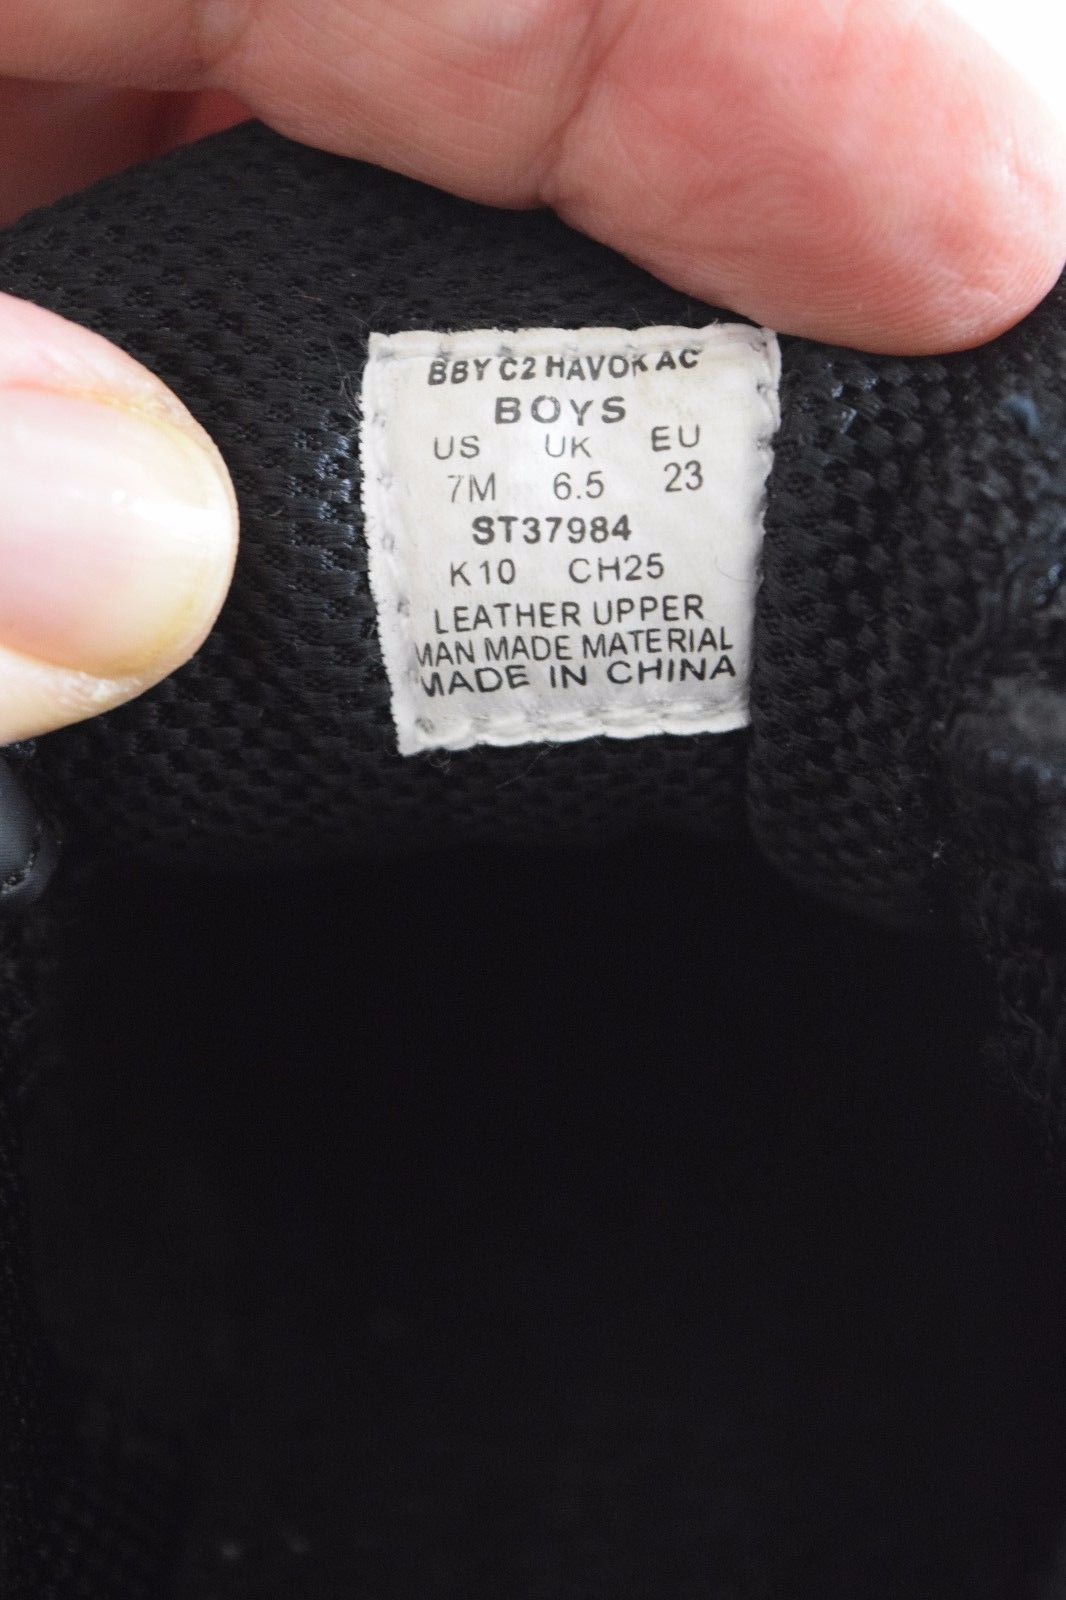 BBY C2 HAVOK AC
BOYS
US UK EU
7M 6.5 23
ST37984
K10 CH25
LEATHER UPPER
MAN MADE MATERIAL
MADE IN CHINA